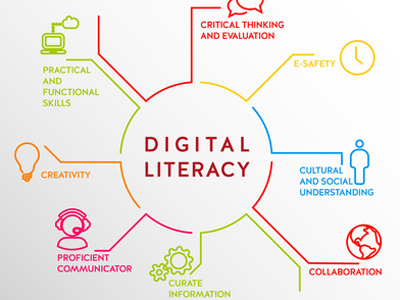 CRITICAL THINKING
AND EVALUATION
E-SAFETY
PRACTICAL
AND
FUNCTIONAL
SKILLS
DIGITAL
LITERACY
CREATIVITY
CULTURAL
AND SOCIAL
UNDERSTANDING
PROFICIENT
COMMUNICATOR
COLLABORATION
CURATE
INFORMATION